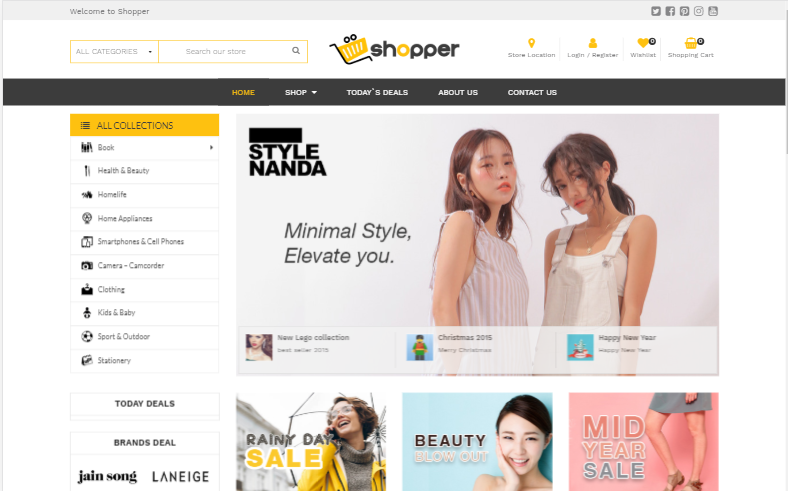 Welcome to Shopper
ALL CATEGORIES
Search our store
shopper
Store Location
Login / Register
0
Wishlist
0
Shopping Cart
HOME
SHOP
TODAY`S DEALS
ABOUT US
CONTACT US
ALL COLLECTIONS
Book
Health & Beauty
Homelife
Home Appliances
Smartphones & Cell Phones
Camera – Camcorder
Clothing
Kids & Baby
Sport & Outdoor
Stationery
STYLE
NANDA
Minimal Style,
Elevate you.
New Lego collection
best seller 2015
Christmas 2015
Merry Christmas
Happy New Year
Happy New Year
TODAY DEALS
BRANDS DEAL
jain song
LANEIGE
RAINY DAY
SALE
BEAUTY
BLOW OUT
MID
YEAR
SALE